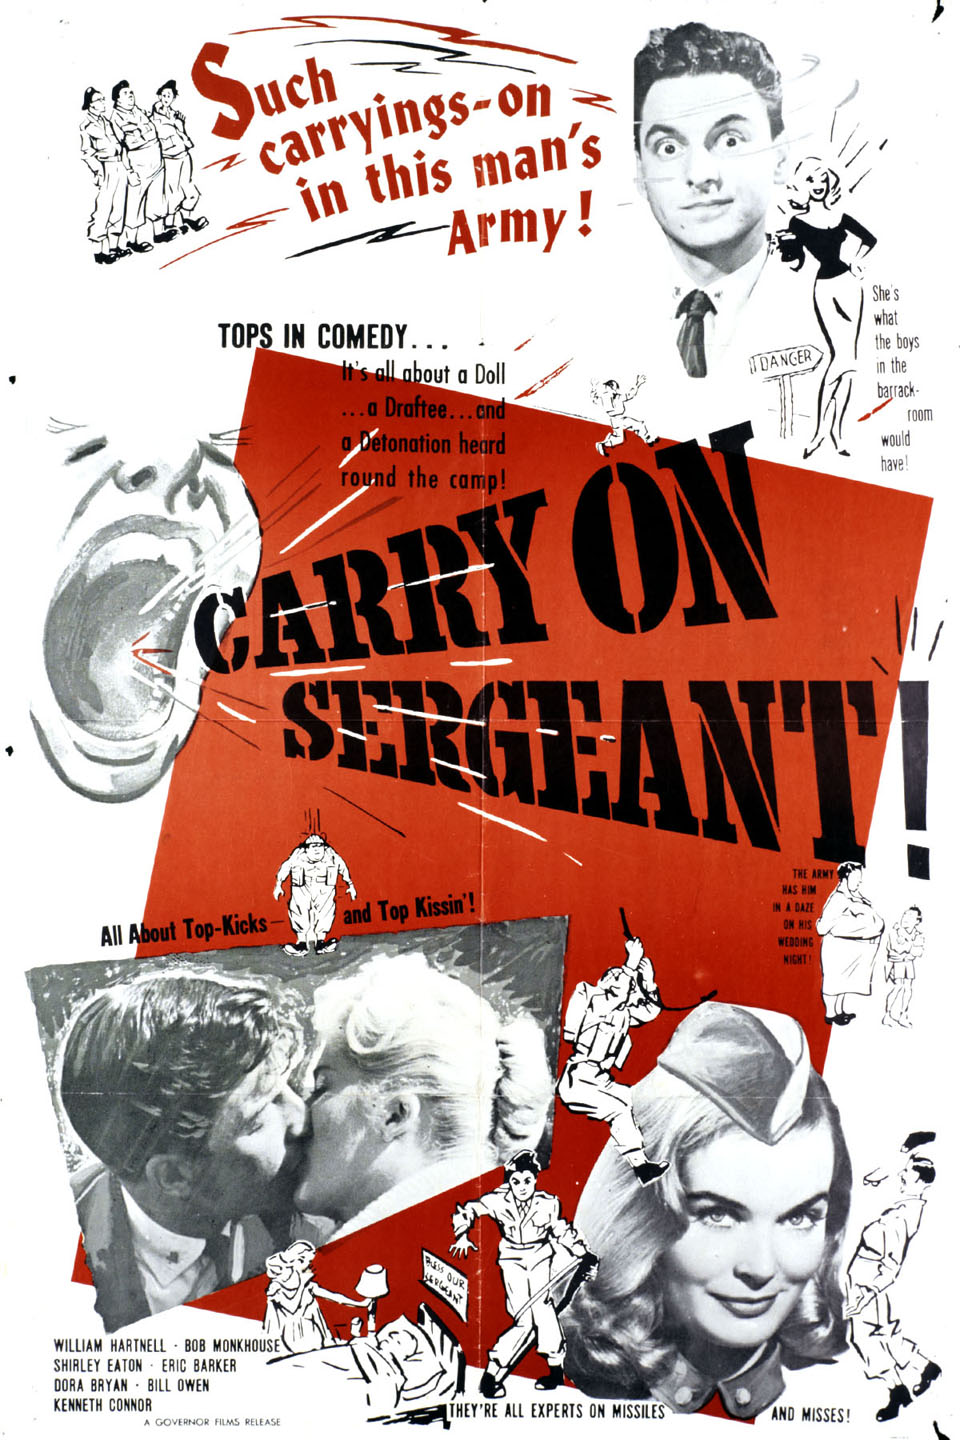 Such
carryings-on
in this man's
Army!
TOPS IN COMEDY...
It's all about a Doll
...a Draftee...and
a Detonation heard
round the camp!
DANGER
She's
what
the boys
in the
barrack-
room
would
have!
CARRY ON
SERGEANT!
THE ARMY
HAS HIM
IN A DAZE
ON HIS
WEDDING
NIGHT!
All About Top-Kicks— and Top Kissin'!
BLESS OUR
SERGEANT
WILLIAM HARTNELL · BOB MONKHOUSE
SHIRLEY EATON · ERIC BARKER
DORA BRYAN · BILL OWEN
KENNETH CONNOR
A GOVERNOR FILMS RELEASE
THEY'RE ALL EXPERTS ON MISSILES— AND MISSES!